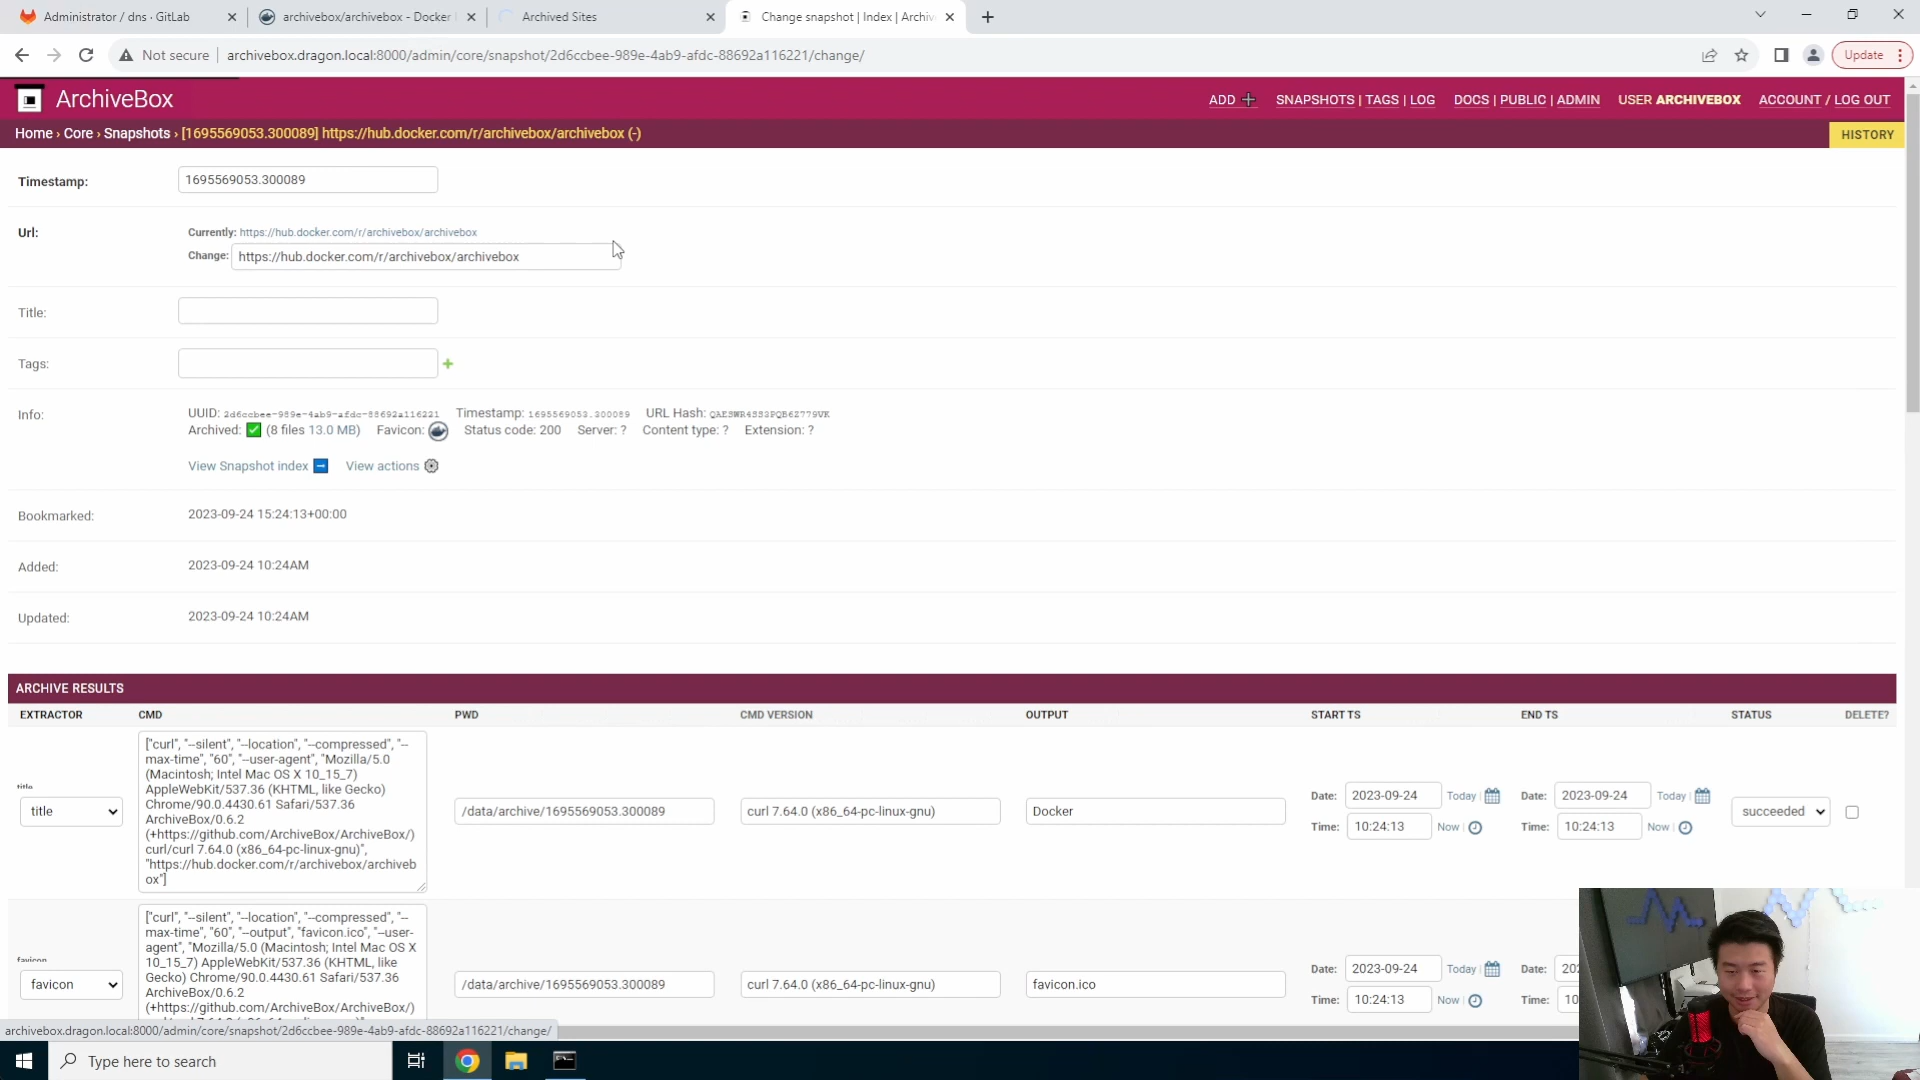 Administrator / dns · GitLab
archivebox/archivebox - Docker
Archived Sites
Change snapshot | Index | Archiv
Not secure
archivebox.dragon.local:8000/admin/core/snapshot/2d6ccbee-989e-4ab9-afdc-88692a116221/change/
Update
ArchiveBox
ADD
SNAPSHOTS | TAGS | LOG
DOCS | PUBLIC | ADMIN
USER ARCHIVEBOX
ACCOUNT / LOG OUT
Home › Core › Snapshots › [1695569053.300089] https://hub.docker.com/r/archivebox/archivebox (-)
HISTORY
Timestamp:
1695569053.300089
Url:
Currently: https://hub.docker.com/r/archivebox/archivebox
Change: https://hub.docker.com/r/archivebox/archivebox
Title:
Tags:
Info:
UUID: 2d6ccbee-989e-4ab9-afdc-88692a116221 Timestamp: 1695569053.300089 URL Hash:
Archived: (8 files 13.0 MB) Favicon: Status code: 200 Server: ? Content type: ? Extension: ?
View Snapshot index View actions
Bookmarked:
2023-09-24 15:24:13+00:00
Added:
2023-09-24 10:24AM
Updated:
2023-09-24 10:24AM
ARCHIVE RESULTS
EXTRACTOR CMD PWD CMD VERSION OUTPUT START TS END TS STATUS DELETE?
title
title
["curl", "--silent", "--location", "--compressed", "--
max-time", "60", "--user-agent", "Mozilla/5.0
(Macintosh; Intel Mac OS X 10_15_7)
AppleWebKit/537.36 (KHTML, like Gecko)
Chrome/90.0.4430.61 Safari/537.36
ArchiveBox/0.6.2
(+https://github.com/ArchiveBox/ArchiveBox/)
curl/curl 7.64.0 (x86_64-pc-linux-gnu)",
"https://hub.docker.com/r/archivebox/archiveb
ox"]
/data/archive/1695569053.300089
curl 7.64.0 (x86_64-pc-linux-gnu)
Docker
Date: 2023-09-24 Today |
Time: 10:24:13 Now |
Date: 2023-09-24 Today |
Time: 10:24:13 Now |
succeeded
favicon
favicon
["curl", "--silent", "--location", "--compressed", "--
max-time", "60", "--output", "favicon.ico", "--user-
agent", "Mozilla/5.0 (Macintosh; Intel Mac OS X
10_15_7) AppleWebKit/537.36 (KHTML, like
Gecko) Chrome/90.0.4430.61 Safari/537.36
ArchiveBox/0.6.2
(+https://github.com/ArchiveBox/ArchiveBox/)
/data/archive/1695569053.300089
curl 7.64.0 (x86_64-pc-linux-gnu)
favicon.ico
Date: 2023-09-24 Today |
Time: 10:24:13 Now |
Date: 202
Time: 10
archivebox.dragon.local:8000/admin/core/snapshot/2d6ccbee-989e-4ab9-afdc-88692a116221/change/
Type here to search